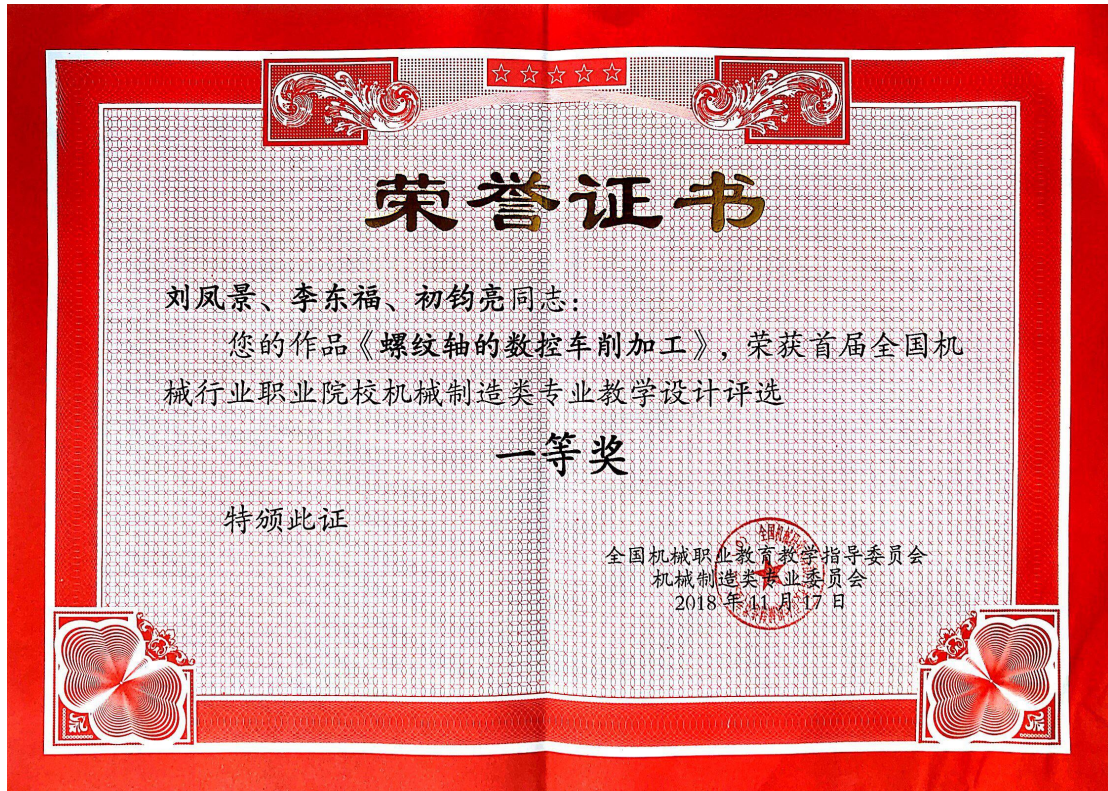 荣誉证书
刘凤景、李东福、初钧亮同志：
您的作品《螺纹轴的数控车削加工》，荣获首届全国机
械行业职业院校机械制造类专业教学设计评选
一等奖
特颁此证
全国机械职业教育教学指导委员会
机械制造类专业委员会
2018年11月17日